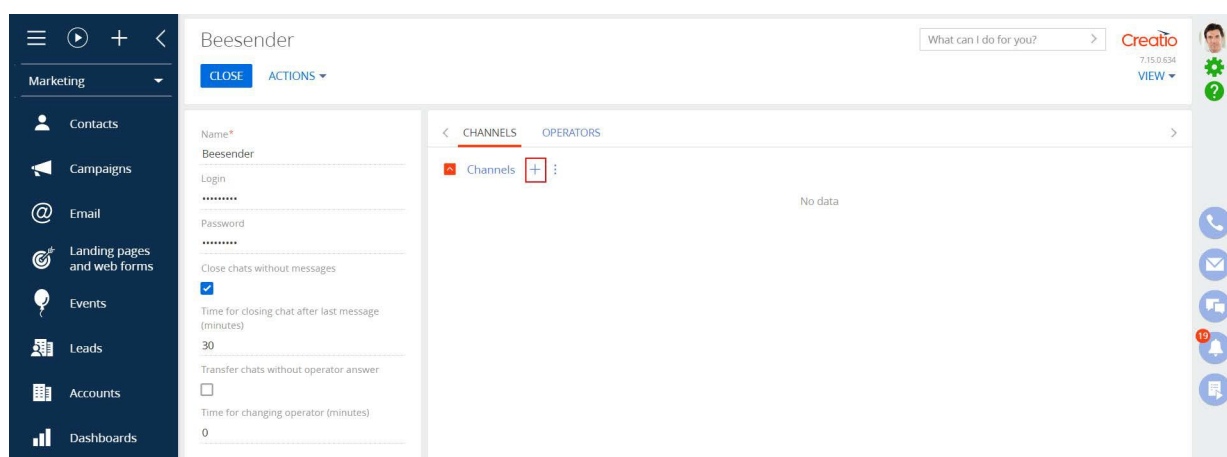 Beesender
What can I do for you?
Creatio
7.15.0.634
Marketing
CLOSE
ACTIONS
VIEW
Contacts
Campaigns
Email
Landing pages
and web forms
Events
Leads
Accounts
Dashboards
Name*
Beesender
Login
•••••••••
Password
•••••••••
Close chats without messages
Time for closing chat after last message
(minutes)
30
Transfer chats without operator answer
Time for changing operator (minutes)
0
CHANNELS
OPERATORS
Channels
No data
19